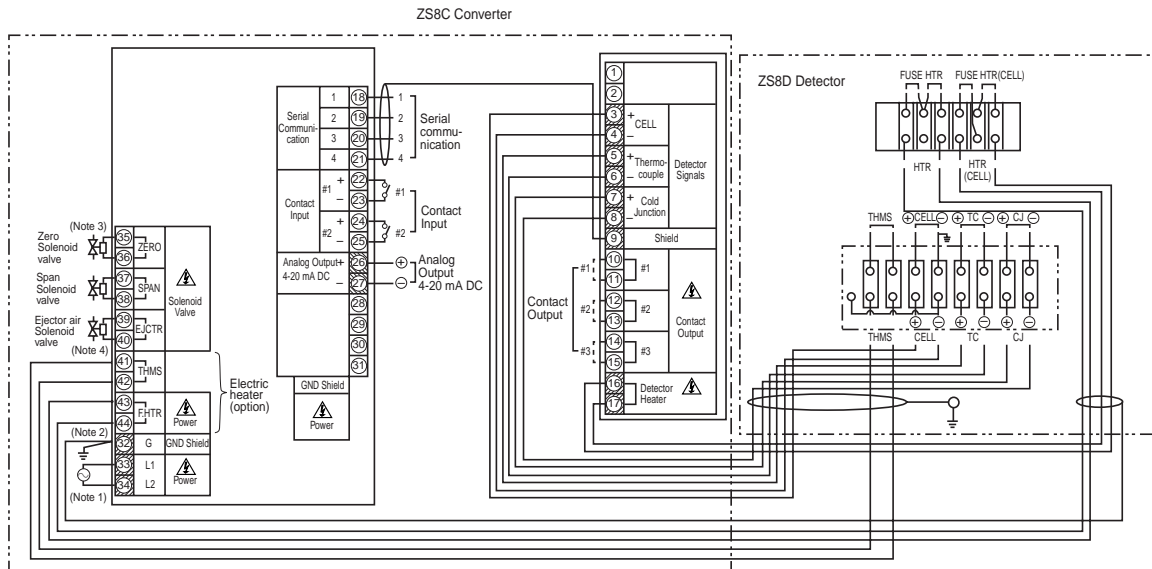 ZS8C Converter
Serial
Communi-
cation
1
2
3
4
18
19
20
21
1
2
3
4
Serial
commu-
nication
Contact
Input
#1
#2
+
−
+
−
22
23
24
25
#1
#2
Contact
Input
Analog Output
4-20 mA DC
+
−
26
27
+
−
Analog
Output
4-20 mA DC
28
29
30
31
GND Shield
Power
(Note 3)
Zero
Solenoid
valve
35
36
ZERO
Span
Solenoid
valve
37
38
SPAN
Ejector air
Solenoid
valve
39
40
EJCTR
Solenoid
Valve
(Note 4)
41
42
THMS
43
44
F.HTR
Power
Electric
heater
(option)
(Note 2)
32
G
GND Shield
33
L1
34
L2
Power
(Note 1)
1
2
3
+
CELL
4
−
5
+
Thermo-
couple
6
−
7
+
Cold
Junction
8
−
Detector
Signals
9
Shield
Contact
Output
#1
10
11
#1
#2
12
13
#2
#3
14
15
#3
Contact
Output
16
17
Detector
Heater
ZS8D Detector
FUSE HTR
FUSE HTR(CELL)
HTR
HTR
(CELL)
THMS
+ CELL −
+ TC −
+ CJ −
+ − + − + −
THMS
CELL
TC
CJ